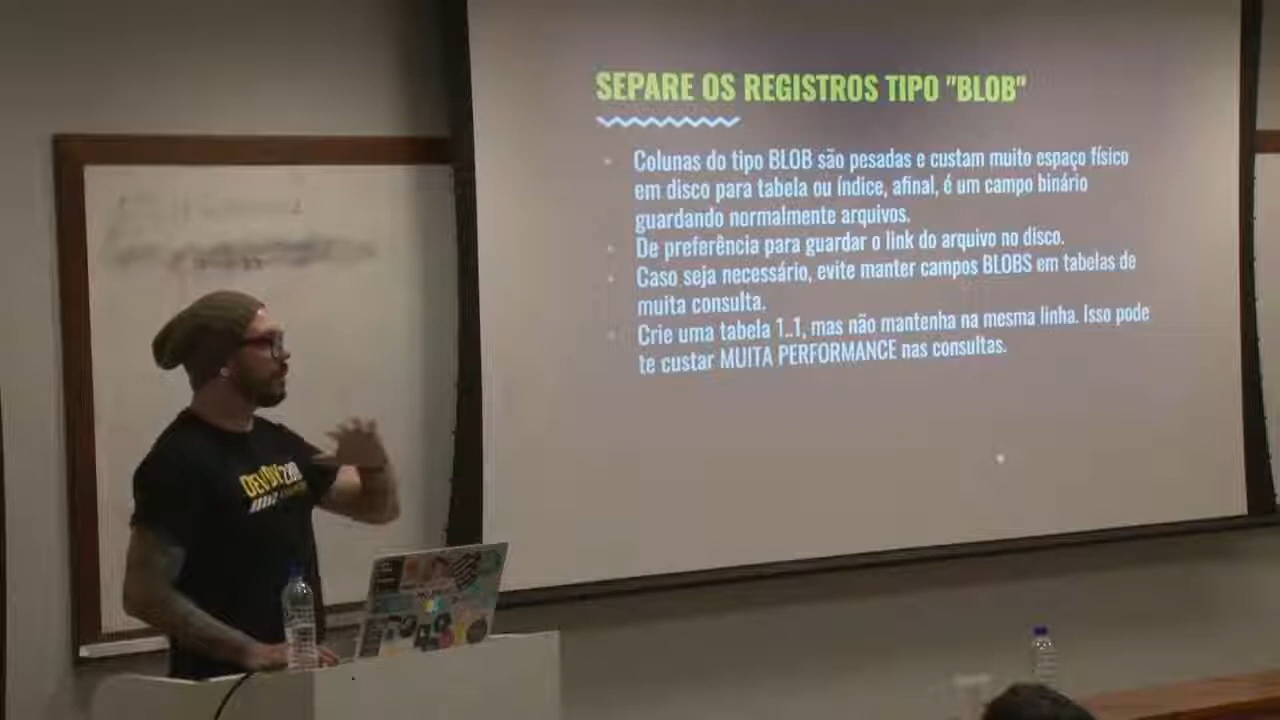 SEPARE OS REGISTROS TIPO "BLOB"
Colunas do tipo BLOB são pesadas e custam muito espaço físico
em disco para tabela ou índice, afinal, é um campo binário
guardando normalmente arquivos.
De preferência para guardar o link do arquivo no disco.
Caso seja necessário, evite manter campos BLOBS em tabelas de
muita consulta.
Crie uma tabela 1..1, mas não mantenha na mesma linha. Isso pode
te custar MUITA PERFORMANCE nas consultas.